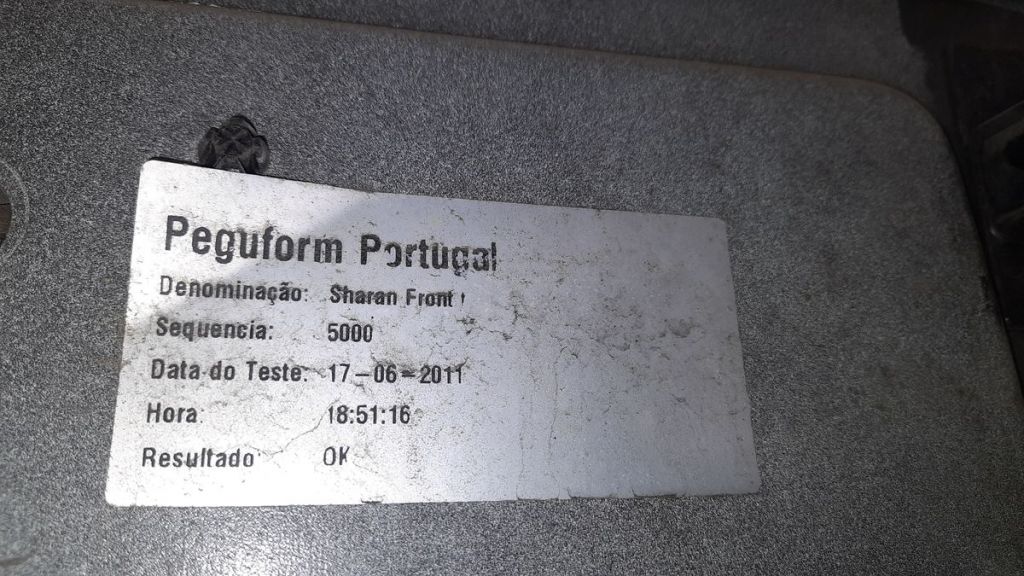 Peguform Portugal
Denominação: Sharan Front
Sequencia: 5000
Data do Teste: 17-06-2011
Hora: 18:51:16
Resultado OK